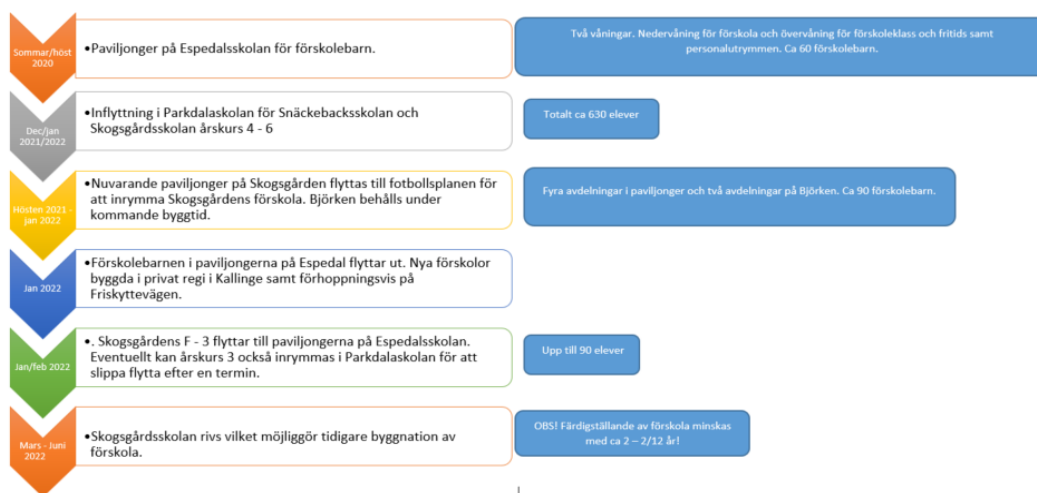 Sommar/höst
2020
•Paviljonger på Espedalsskolan för förskolebarn.
Två våningar. Nedervåning för förskola och övervåning för förskoleklass och fritids samt
personalutrymmen. Ca 60 förskolebarn.
Dec/jan
2021/2022
•Inflyttning i Parkdalaskolan för Snäckebacksskolan och
Skogsgårdsskolan årskurs 4 - 6
Totalt ca 630 elever
Hösten 2021 -
jan 2022
•Nuvarande paviljonger på Skogsgården flyttas till fotbollsplanen för
att inrymma Skogsgårdens förskola. Björken behålls under
kommande byggtid.
Fyra avdelningar i paviljonger och två avdelningar på Björken. Ca 90 förskolebarn.
Jan 2022
•Förskolebarnen i paviljongerna på Espedal flyttar ut. Nya förskolor
byggda i privat regi i Kallinge samt förhoppningsvis på
Friskyttevägen.
Jan/feb 2022
•. Skogsgårdens F - 3 flyttar till paviljongerna på Espedalsskolan.
Eventuellt kan årskurs 3 också inrymmas i Parkdalaskolan för att
slippa flytta efter en termin.
Upp till 90 elever
Mars - Juni
2022
•Skogsgårdsskolan rivs vilket möjliggör tidigare byggnation av
förskola.
OBS! Färdigställande av förskola minskas
med ca 2 – 2/12 år!